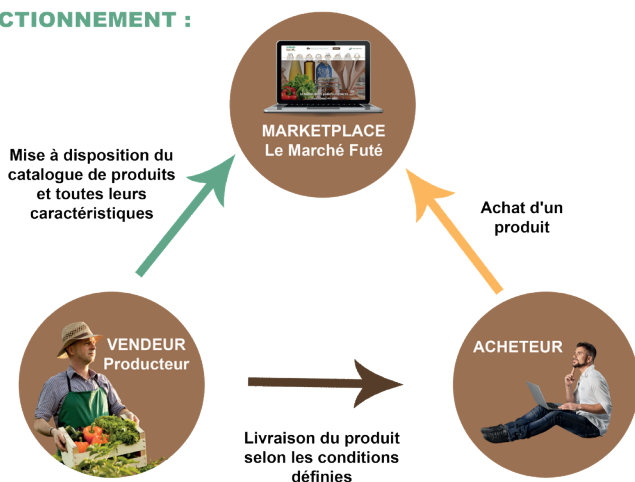 CTIONNEMENT :
MARKETPLACE
Le Marché Futé
Mise à disposition du
catalogue de produits
et toutes leurs
caractéristiques
Achat d'un
produit
VENDEUR
Producteur
ACHETEUR
Livraison du produit
selon les conditions
définies